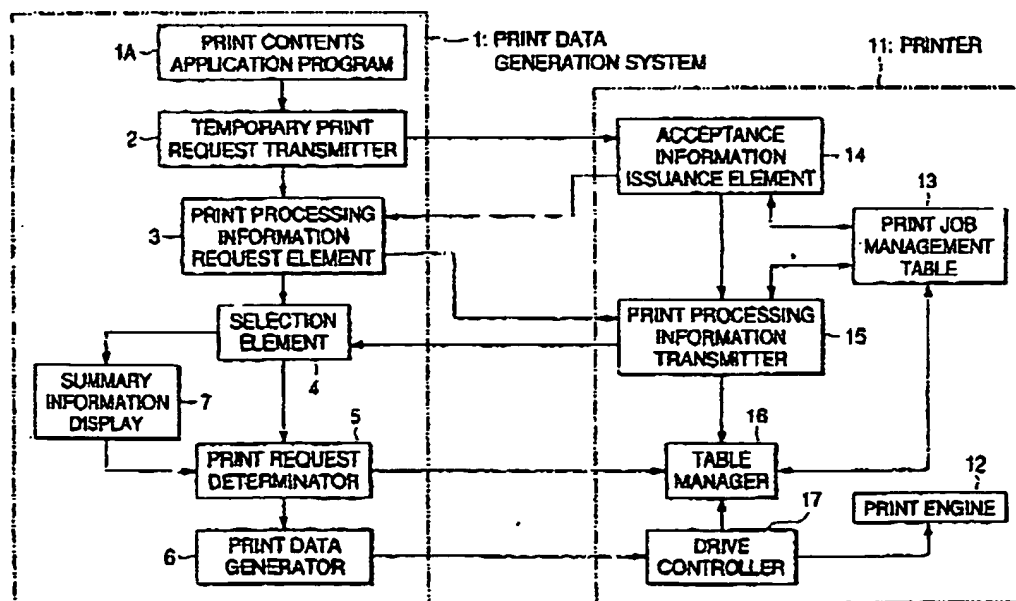 1: PRINT DATA
GENERATION SYSTEM
11: PRINTER
1A
PRINT CONTENTS
APPLICATION PROGRAM
2
TEMPORARY PRINT
REQUEST TRANSMITTER
ACCEPTANCE
INFORMATION
ISSUANCE ELEMENT
14
3
PRINT PROCESSING
INFORMATION
REQUEST ELEMENT
13
PRINT JOB
MANAGEMENT
TABLE
SELECTION
ELEMENT
4
PRINT PROCESSING
INFORMATION
TRANSMITTER
15
SUMMARY
INFORMATION
DISPLAY
7
5
PRINT REQUEST
DETERMINATOR
16
TABLE
MANAGER
12
PRINT ENGINE
6
PRINT DATA
GENERATOR
17
DRIVE
CONTROLLER